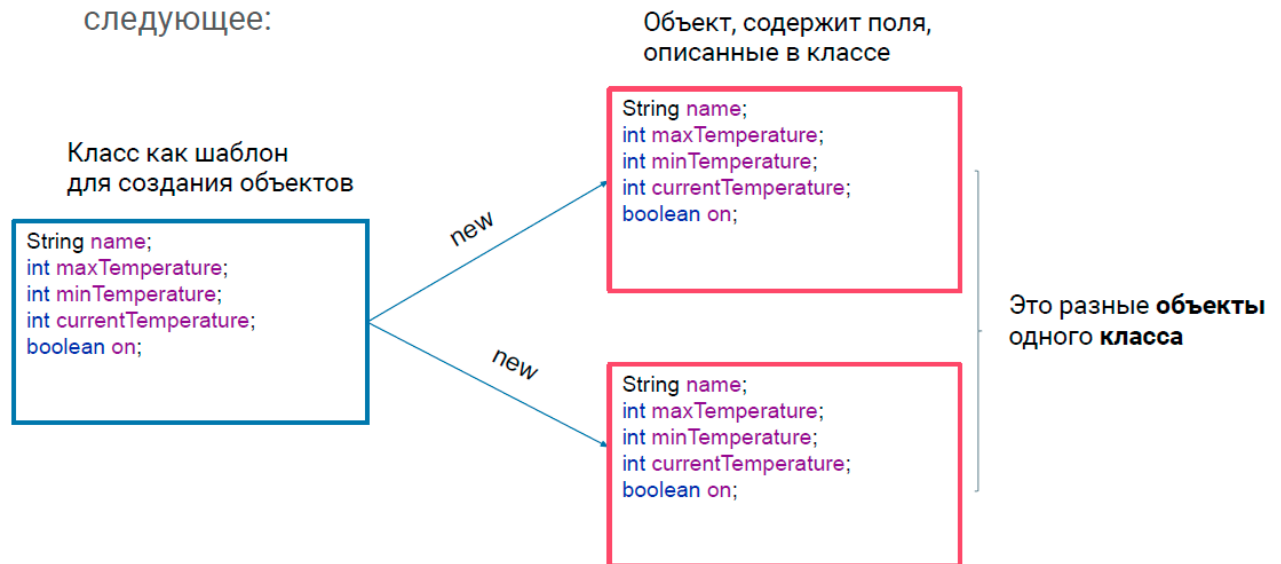 следующее:
Класс как шаблон
для создания объектов
String name;
int maxTemperature;
int minTemperature;
int currentTemperature;
boolean on;
new
new
Объект, содержит поля,
описанные в классе
String name;
int maxTemperature;
int minTemperature;
int currentTemperature;
boolean on;
String name;
int maxTemperature;
int minTemperature;
int currentTemperature;
boolean on;
Это разные объекты
одного класса